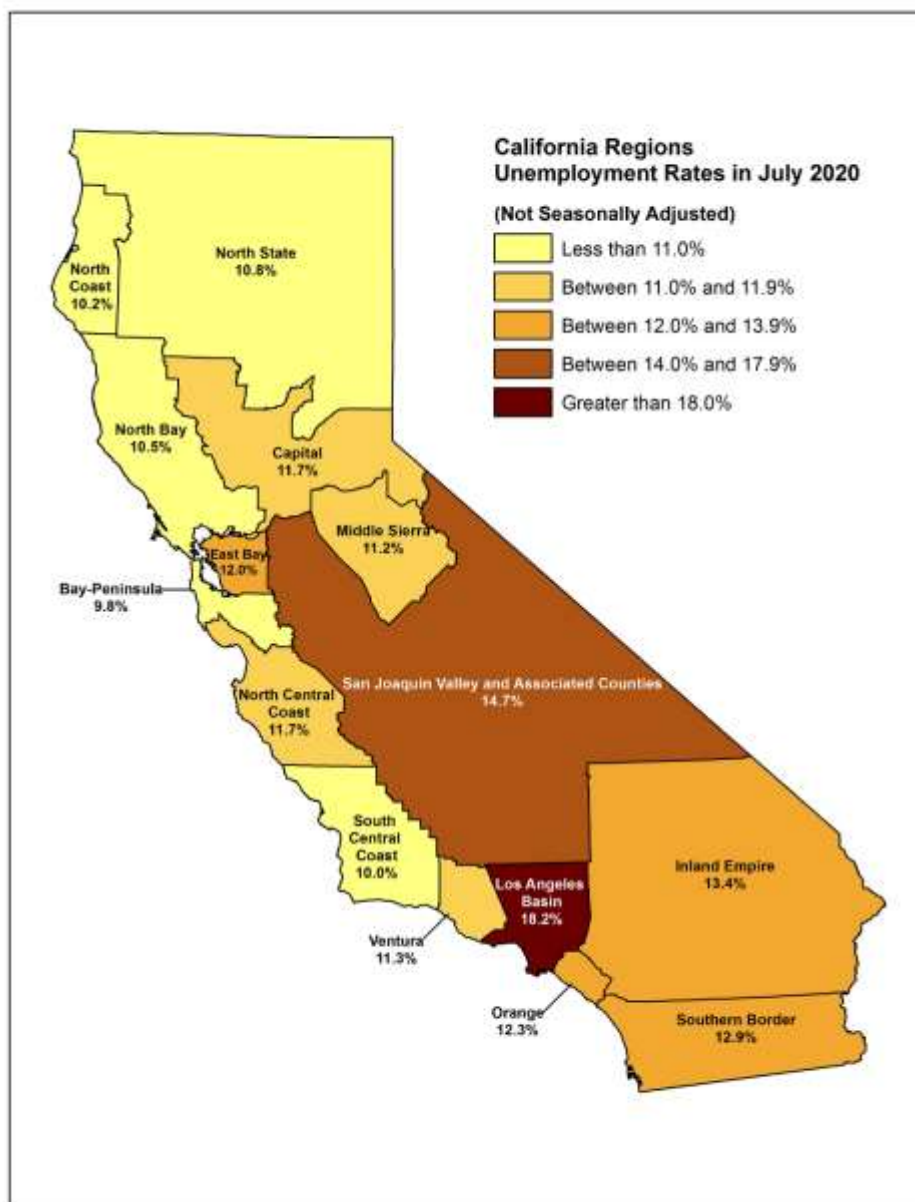 California Regions
Unemployment Rates in July 2020
(Not Seasonally Adjusted)
Less than 11.0%
Between 11.0% and 11.9%
Between 12.0% and 13.9%
Between 14.0% and 17.9%
Greater than 18.0%
North State
10.8%
North
Coast
10.2%
North Bay
10.5%
Capital
11.7%
Middle Sierra
11.2%
East Bay
12.0%
Bay-Peninsula
9.8%
San Joaquin Valley and Associated Counties
14.7%
North Central
Coast
11.7%
South
Central
Coast
10.0%
Inland Empire
13.4%
Los Angeles
Basin
18.2%
Ventura
11.3%
Orange
12.3%
Southern Border
12.9%